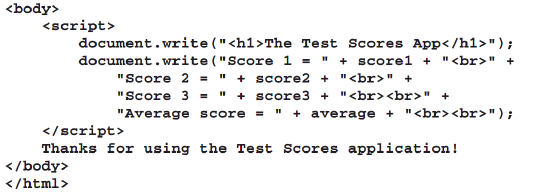 <body>
<script>
document.write("<h1>The Test Scores App</h1>");
document.write("Score 1 = " + score1 + "<br>" +
"Score 2 = " + score2 + "<br>" +
"Score 3 = " + score3 + "<br><br>" +
"Average score = " + average + "<br><br>");
</script>
Thanks for using the Test Scores application!
</body>
</html>